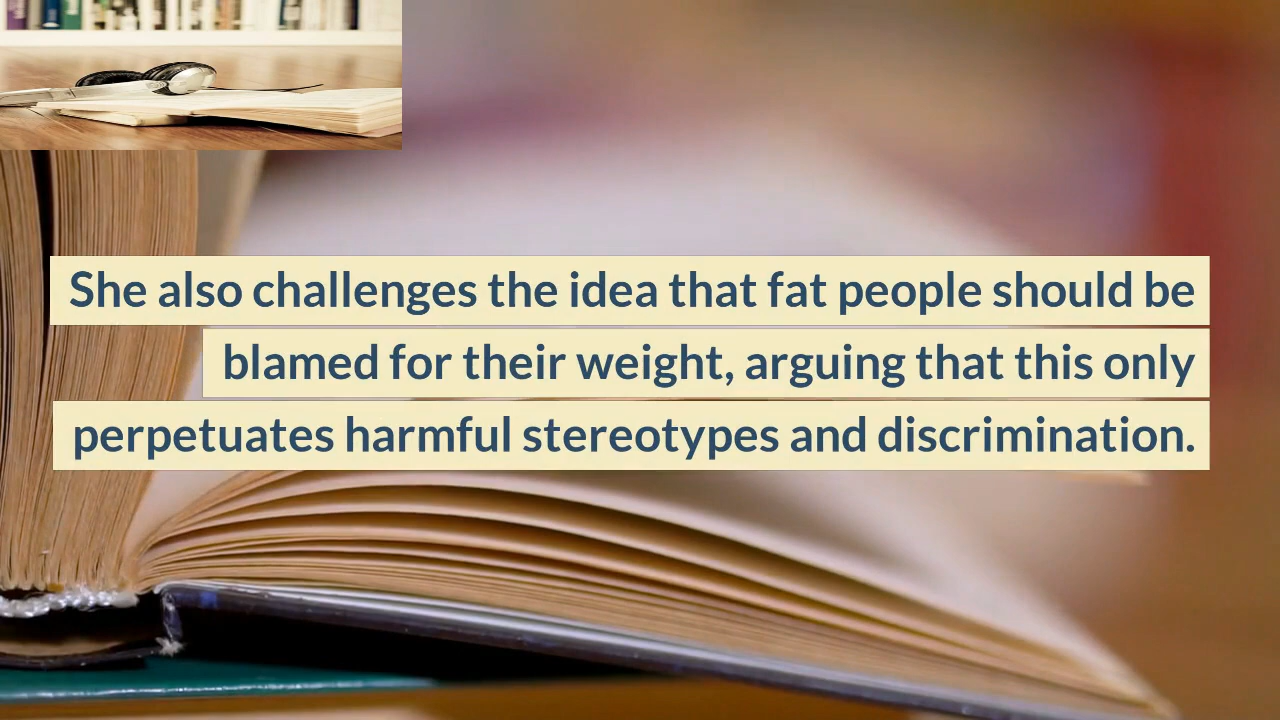 She also challenges the idea that fat people should be
blamed for their weight, arguing that this only
perpetuates harmful stereotypes and discrimination.